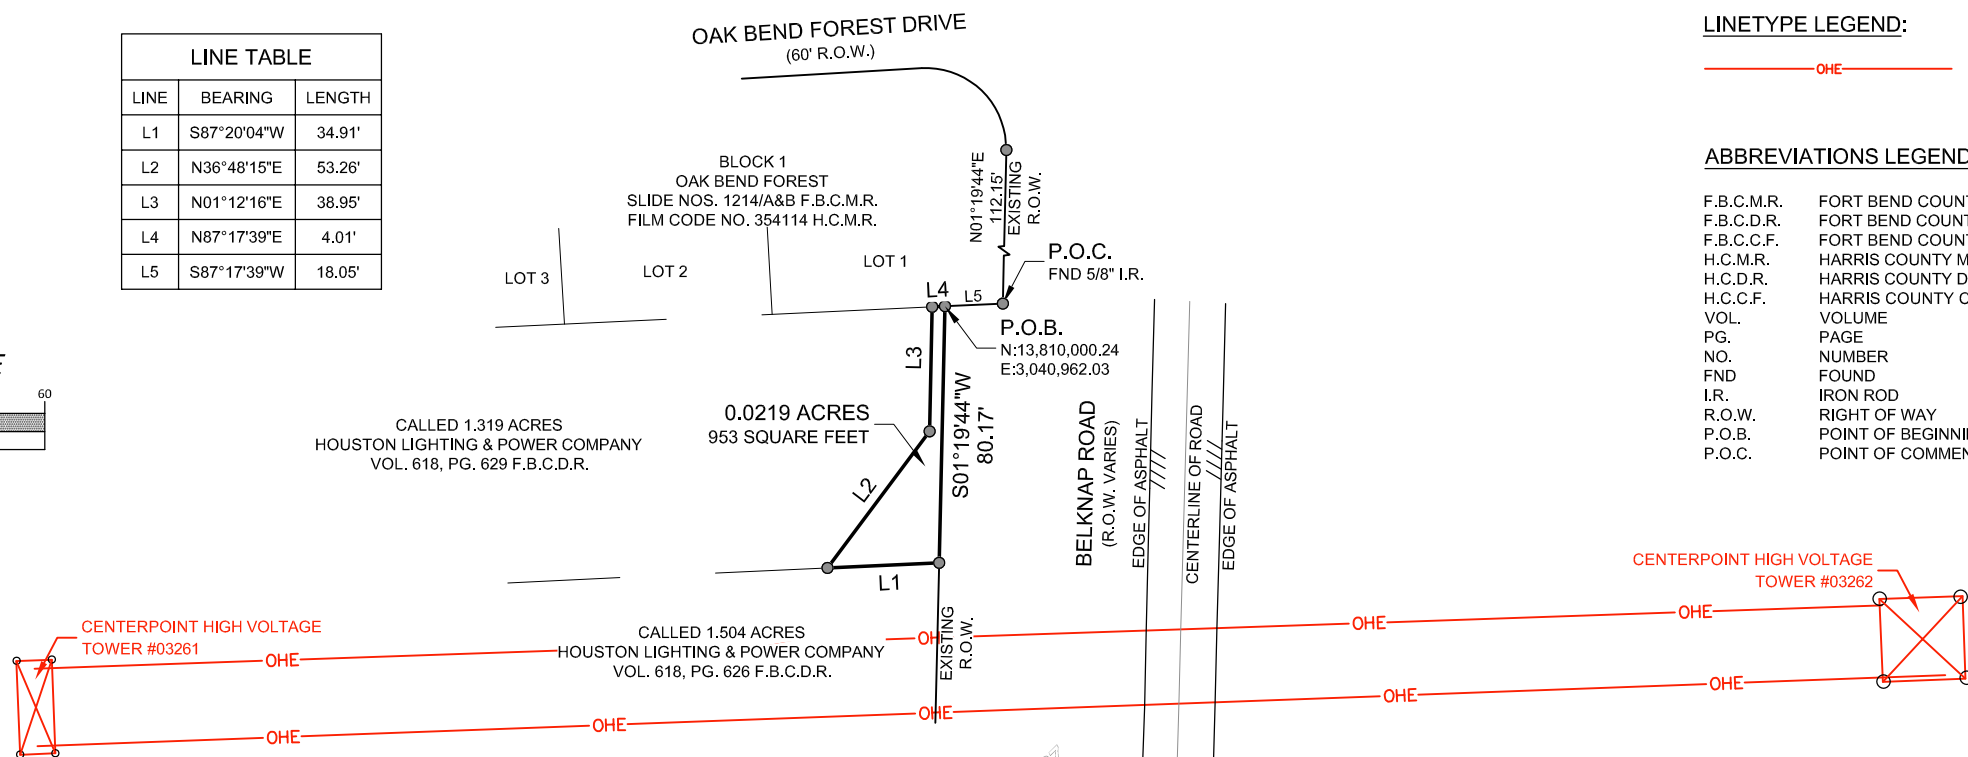 LINE TABLE
LINE BEARING LENGTH
L1 S87°20'04"W 34.91'
L2 N36°48'15"E 53.26'
L3 N01°12'16"E 38.95'
L4 N87°17'39"E 4.01'
L5 S87°17'39"W 18.05'
60
OAK BEND FOREST DRIVE
(60' R.O.W.)
BLOCK 1
OAK BEND FOREST
SLIDE NOS. 1214/A&B F.B.C.M.R.
FILM CODE NO. 354114 H.C.M.R.
LOT 3
LOT 2
LOT 1
N01°19'44"E
112.15'
EXISTING
R.O.W.
P.O.C.
FND 5/8" I.R.
L4
L5
P.O.B.
N:13,810,000.24
E:3,040,962.03
L3
S01°19'44"W
80.17'
0.0219 ACRES
953 SQUARE FEET
L2
L1
CALLED 1.319 ACRES
HOUSTON LIGHTING & POWER COMPANY
VOL. 618, PG. 629 F.B.C.D.R.
BELKNAP ROAD
(R.O.W. VARIES)
EDGE OF ASPHALT
CENTERLINE OF ROAD
EDGE OF ASPHALT
CALLED 1.504 ACRES
HOUSTON LIGHTING & POWER COMPANY
VOL. 618, PG. 626 F.B.C.D.R.
EXISTING
R.O.W.
CENTERPOINT HIGH VOLTAGE
TOWER #03261
CENTERPOINT HIGH VOLTAGE
TOWER #03262
OHE
OHE
OHE
OHE
OHE
OHE
OHE
OHE
OHE
LINETYPE LEGEND:
OHE
ABBREVIATIONS LEGEND
F.B.C.M.R. FORT BEND COUNT
F.B.C.D.R. FORT BEND COUNT
F.B.C.C.F. FORT BEND COUNT
H.C.M.R. HARRIS COUNTY M
H.C.D.R. HARRIS COUNTY D
H.C.C.F. HARRIS COUNTY C
VOL. VOLUME
PG. PAGE
NO. NUMBER
FND FOUND
I.R. IRON ROD
R.O.W. RIGHT OF WAY
P.O.B. POINT OF BEGINNI
P.O.C. POINT OF COMMEN